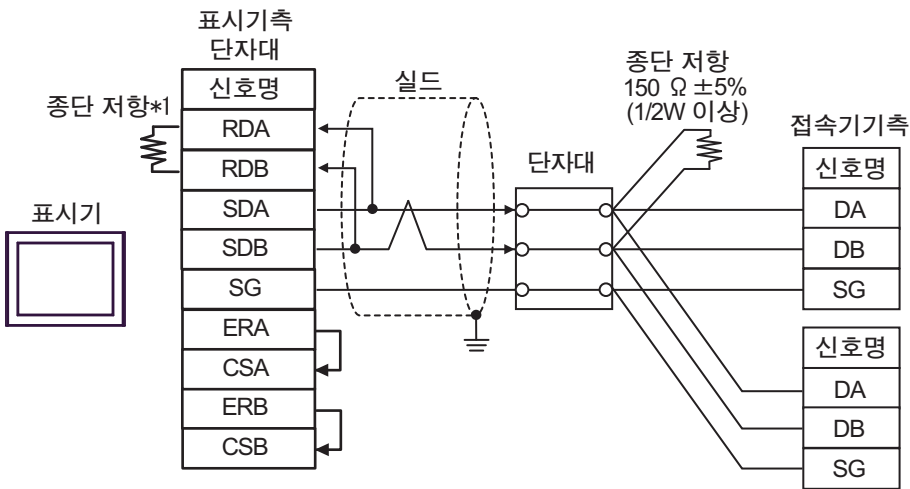 표시기
종단 저항*1
표시기측
단자대
신호명
RDA
RDB
SDA
SDB
SG
ERA
CSA
ERB
CSB
실드
단자대
종단 저항
150 Ω ±5%
(1/2W 이상)
접속기기측
신호명
DA
DB
SG
신호명
DA
DB
SG